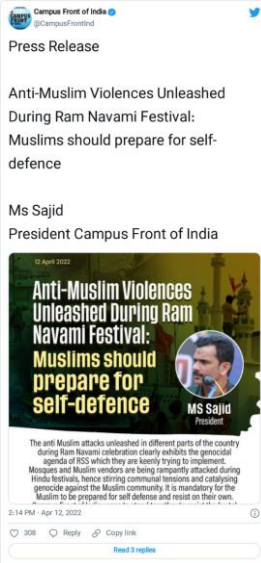 Campus Front of India
@CampusFrontInd
Press Release
Anti-Muslim Violences Unleashed
During Ram Navami Festival:
Muslims should prepare for self-
defence
Ms Sajid
President Campus Front of India
12 April 2022
Anti-Muslim Violences
Unleashed During Ram
Navami Festival:
Muslims should
prepare for
self-defence
MS Sajid
President
The anti Muslim attacks unleashed in different parts of the country
during Ram Navami celebration clearly exhibits the genocidal
agenda of RSS which they are keenly trying to implement.
Mosques and Muslim vendors are being rampantly attacked during
Hindu festivals, hence stirring communal tensions and catalysing
genocide against the Muslim community. It is mandatory for the
Muslim to be prepared for self defence and resist on their own.
2:14 PM · Apr 12, 2022
308 Reply Copy link
Read 3 replies